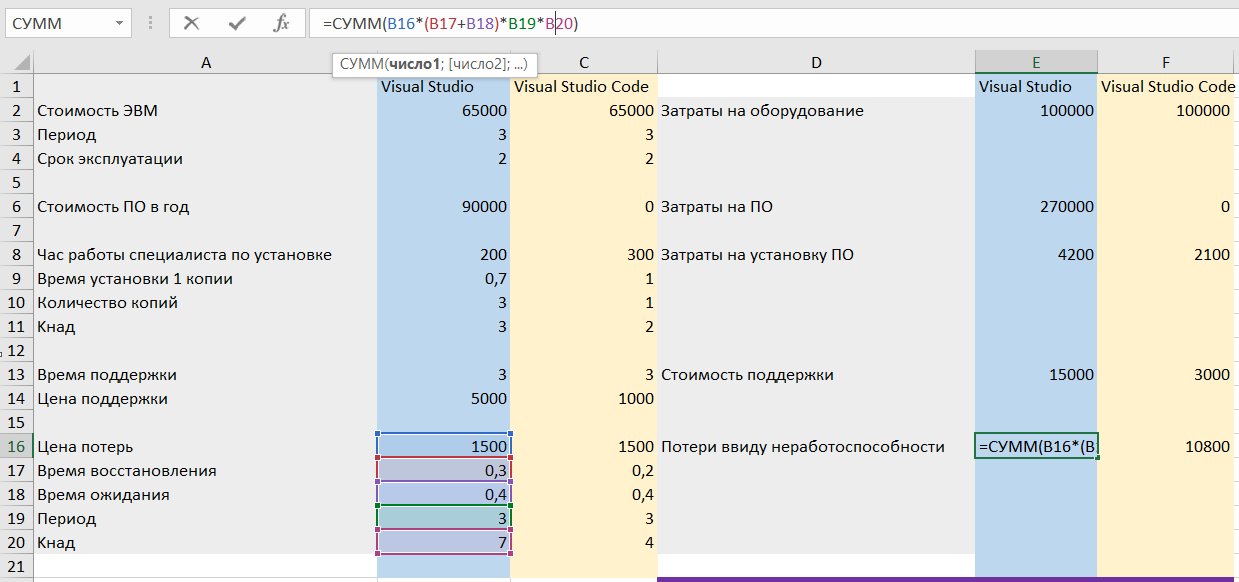 СУММ fx =СУММ(B16*(B17+B18)*B19*B20)
СУММ(число1; [число2]; ...)
A C D E F
1 Visual Studio Visual Studio Code Visual Studio Visual Studio Code
2 Стоимость ЭВМ 65000 65000 Затраты на оборудование 100000 100000
3 Период 3 3
4 Срок эксплуатации 2 2
5
6 Стоимость ПО в год 90000 0 Затраты на ПО 270000 0
7
8 Час работы специалиста по установке 200 300 Затраты на установку ПО 4200 2100
9 Время установки 1 копии 0,7 1
10 Количество копий 3 1
11 Кнад 3 2
12
13 Время поддержки 3 3 Стоимость поддержки 15000 3000
14 Цена поддержки 5000 1000
15
16 Цена потерь 1500 1500 Потери ввиду неработоспособности =СУММ(B16*(B 10800
17 Время восстановления 0,3 0,2
18 Время ожидания 0,4 0,4
19 Период 3 3
20 Кнад 7 4
21